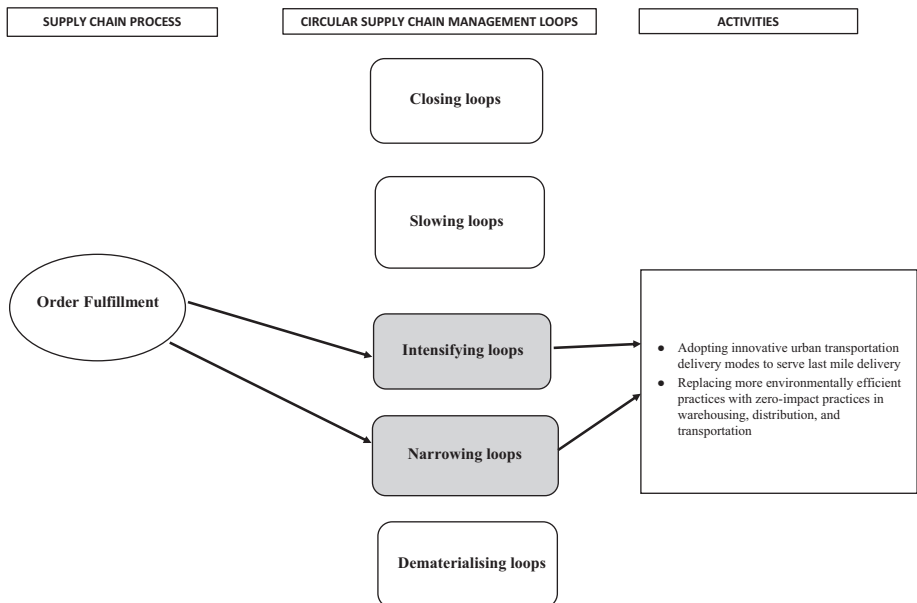 SUPPLY CHAIN PROCESS
CIRCULAR SUPPLY CHAIN MANAGEMENT LOOPS
ACTIVITIES
Closing loops
Slowing loops
Order Fulfillment
Intensifying loops
Narrowing loops
Dematerialising loops
● Adopting innovative urban transportation
delivery modes to serve last mile delivery
● Replacing more environmentally efficient
practices with zero-impact practices in
warehousing, distribution, and
transportation